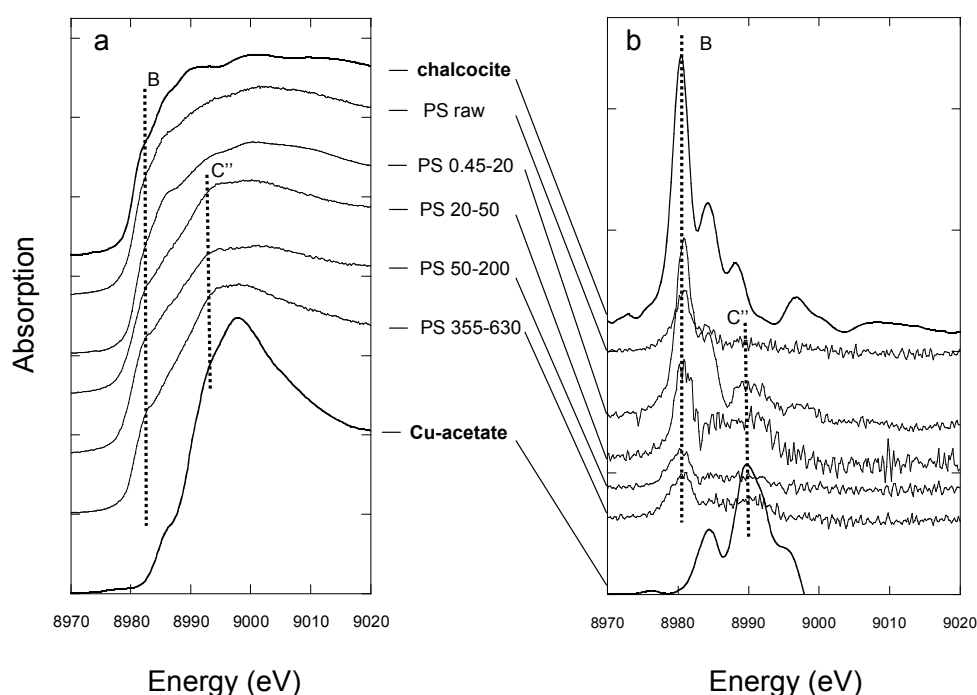 a
B
C’’
chalcocite
PS raw
PS 0.45-20
PS 20-50
PS 50-200
PS 355-630
Cu-acetate
b
B
C’’
Absorption
8970 8980 8990 9000 9010 9020
Energy (eV)
8970 8980 8990 9000 9010 9020
Energy (eV)